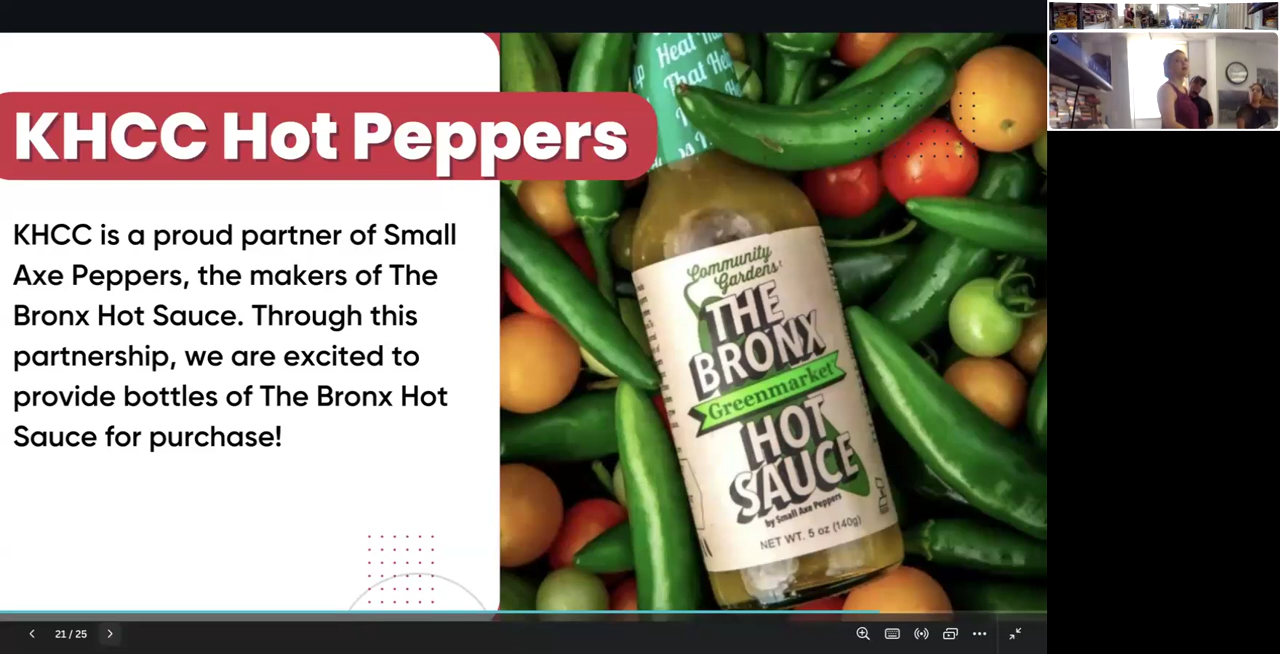 KHCC Hot Peppers
KHCC is a proud partner of Small
Axe Peppers, the makers of The
Bronx Hot Sauce. Through this
partnership, we are excited to
provide bottles of The Bronx Hot
Sauce for purchase!
Heat
That
Community
Gardens'
THE
BRONX
Greenmarket
HOT
SAUCE
by Small Axe Peppers
NET WT. 5 oz (140g)
21 / 25